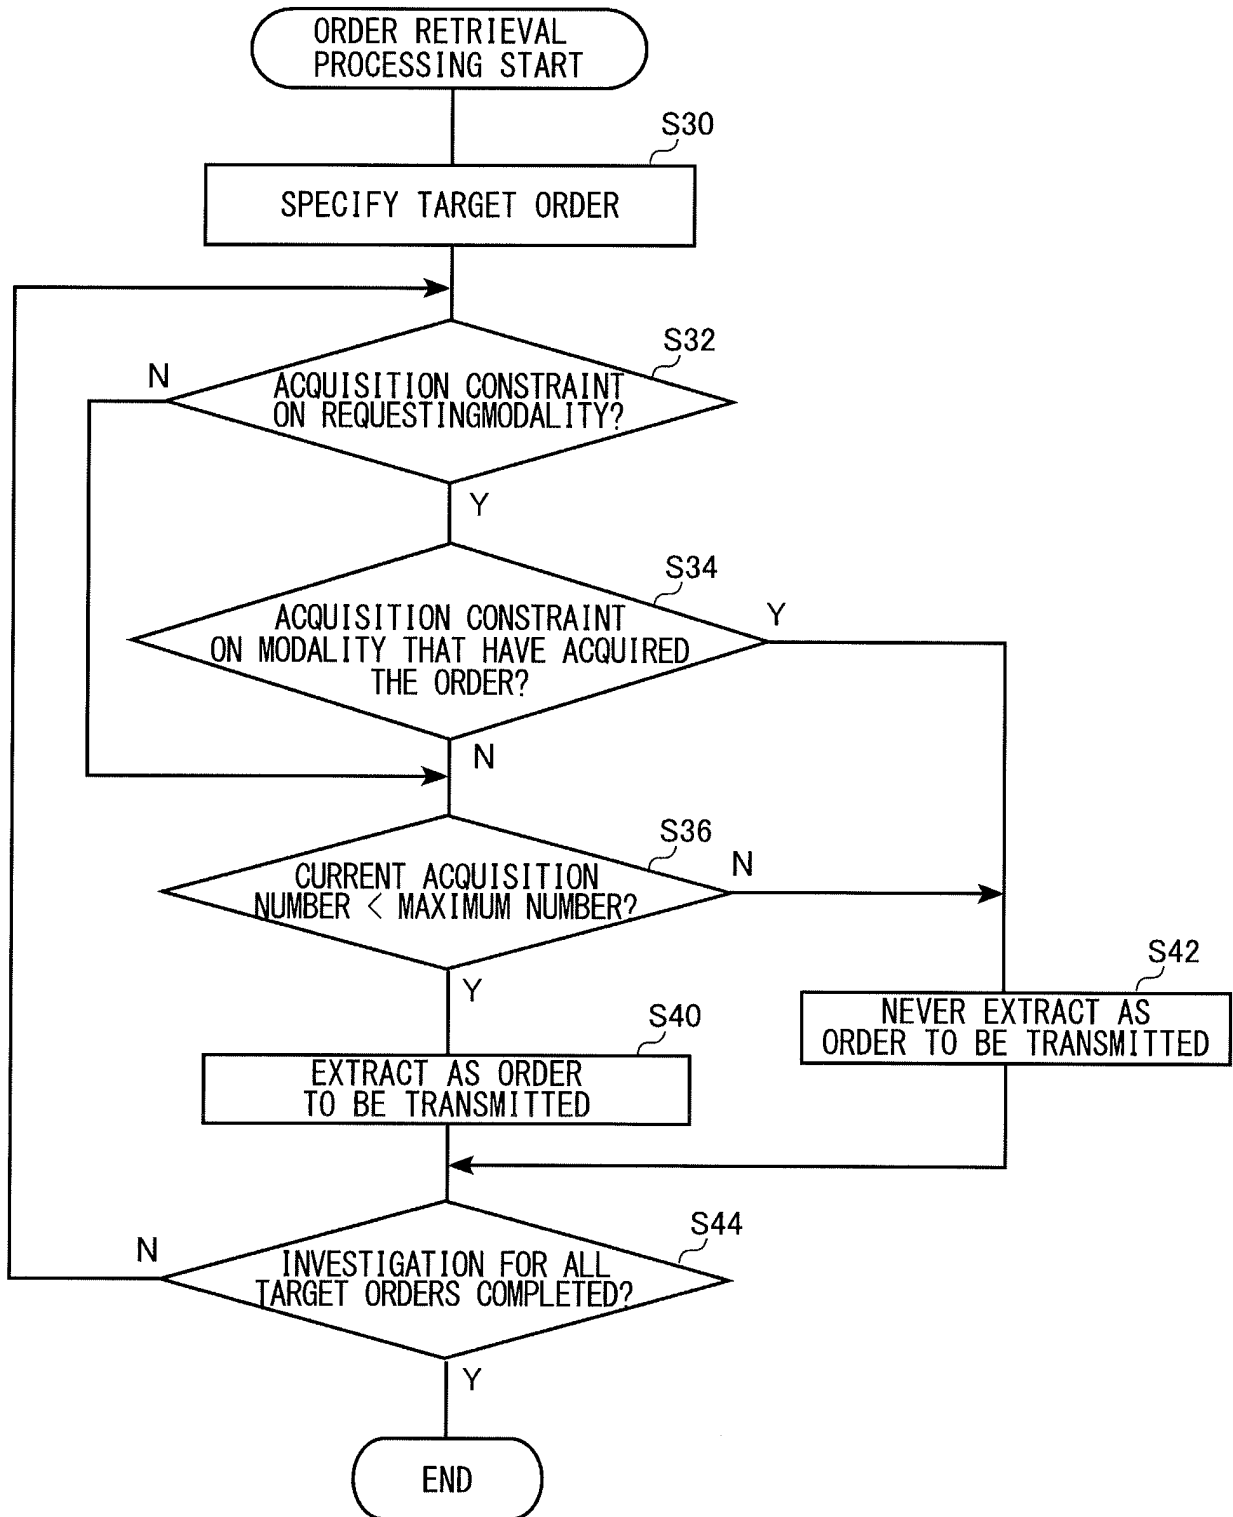 ORDER RETRIEVAL
PROCESSING START
S30
SPECIFY TARGET ORDER
S32
N
ACQUISITION CONSTRAINT
ON REQUESTINGMODALITY?
Y
S34
Y
ACQUISITION CONSTRAINT
ON MODALITY THAT HAVE ACQUIRED
THE ORDER?
N
S36
N
CURRENT ACQUISITION
NUMBER < MAXIMUM NUMBER?
Y
S42
NEVER EXTRACT AS
ORDER TO BE TRANSMITTED
S40
EXTRACT AS ORDER
TO BE TRANSMITTED
S44
N
INVESTIGATION FOR ALL
TARGET ORDERS COMPLETED?
Y
END